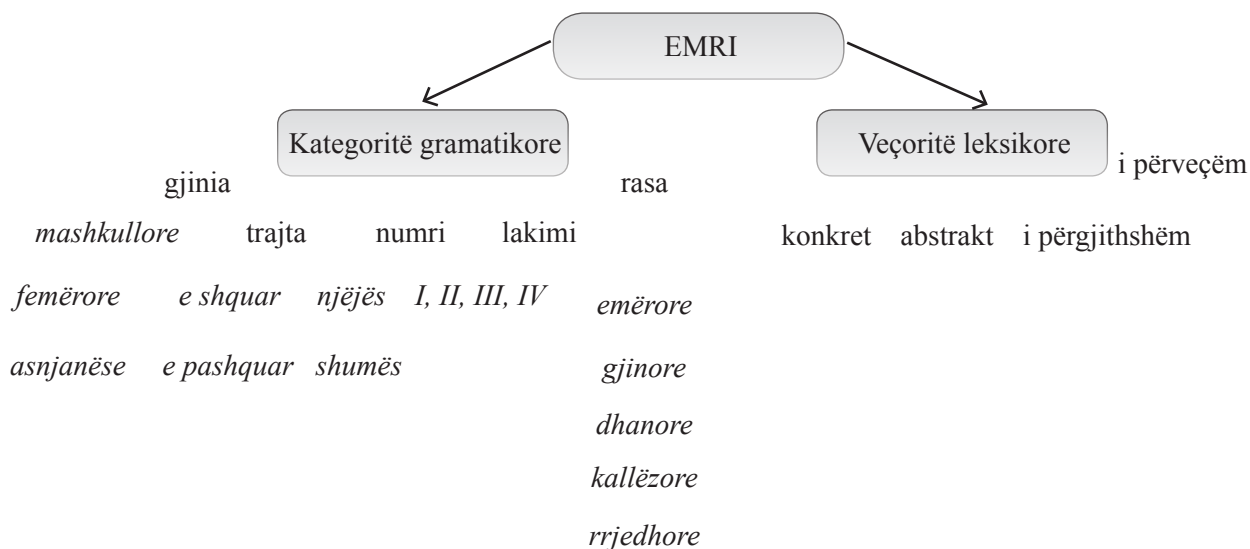 EMRI
Kategoritë gramatikore
Veçoritë leksikore
i përveçëm
gjinia
rasa
mashkullore trajta numri lakimi
konkret abstrakt i përgjithshëm
femërore e shquar njëjës I, II, III, IV
emërore
asnjanëse e pashquar shumës
gjinore
dhanore
kallëzore
rrjedhore